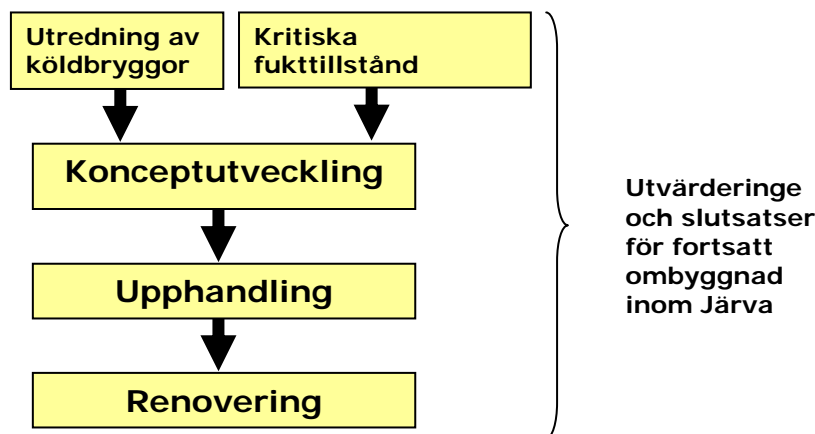 Utredning av
köldbryggor
Kritiska
fukttillstånd
Konceptutveckling
Upphandling
Renovering
Utvärderinge
och slutsatser
för fortsatt
ombyggnad
inom Järva